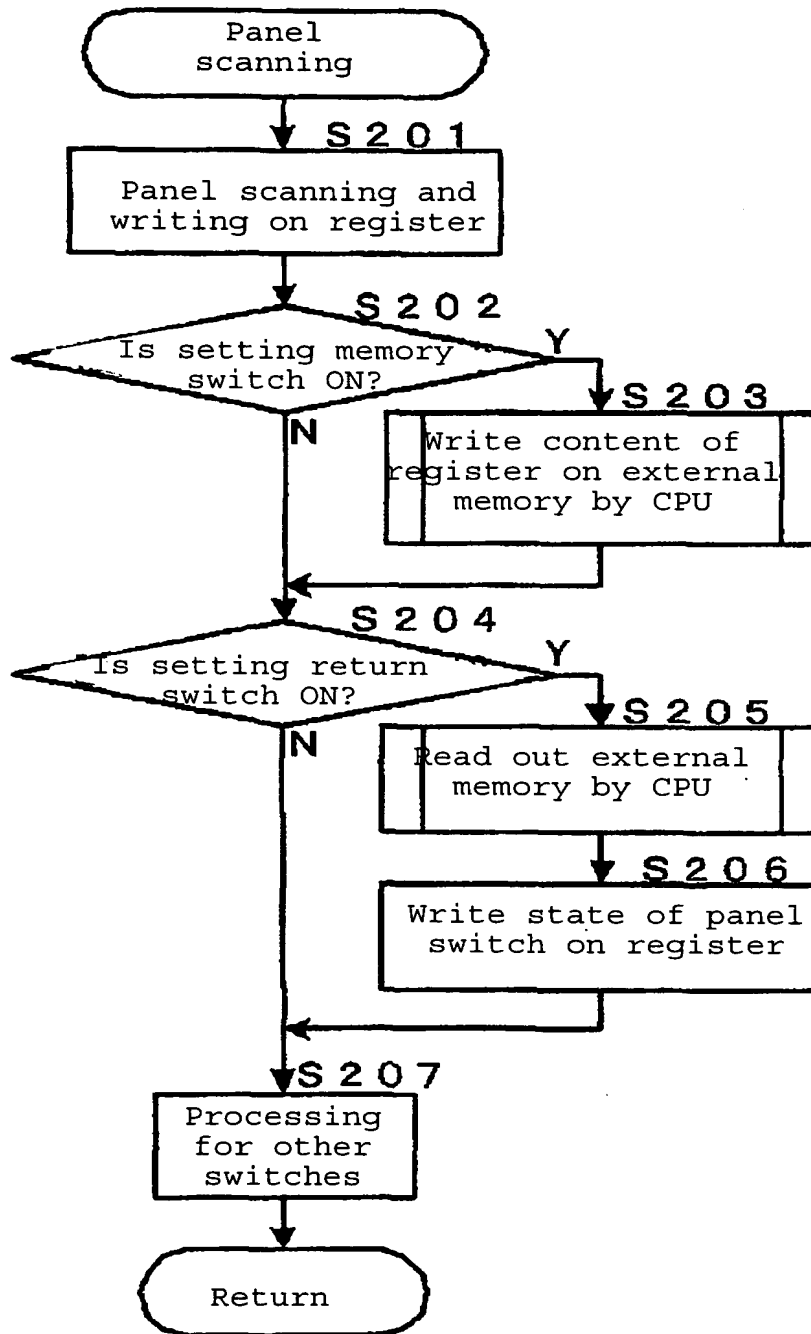 Panel
scanning
S201
Panel scanning and
writing on register
S202
Is setting memory
switch ON?
Y
N
S203
Write content of
register on external
memory by CPU
S204
Is setting return
switch ON?
Y
N
S205
Read out external
memory by CPU
S206
Write state of panel
switch on register
S207
Processing
for other
switches
Return